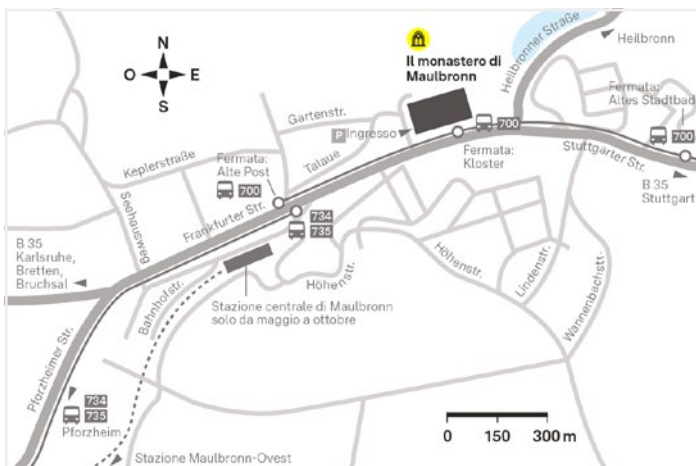 N
O
E
S
Il monastero di
Maulbronn
Heilbronner Straße
Heilbronn
Fermata:
Altes Stadtbad
700
Gartenstr.
P Ingresso
700
Fermata:
Kloster
Stuttgarter Str.
B 35
Stuttgart
Talaue
Keplerstraße
Fermata:
Alte Post
700
Seehausweg
Frankfurter Str.
734
735
B 35
Karlsruhe,
Bretten,
Bruchsal
Bahnhofstr.
Höhenstr.
Höhenstr.
Lindenstr.
Wannenbachstr.
Stazione centrale di Maulbronn
solo da maggio a ottobre
Pforzheimer Str.
734
735
Pforzheim
0 150 300 m
Stazione Maulbronn-Ovest